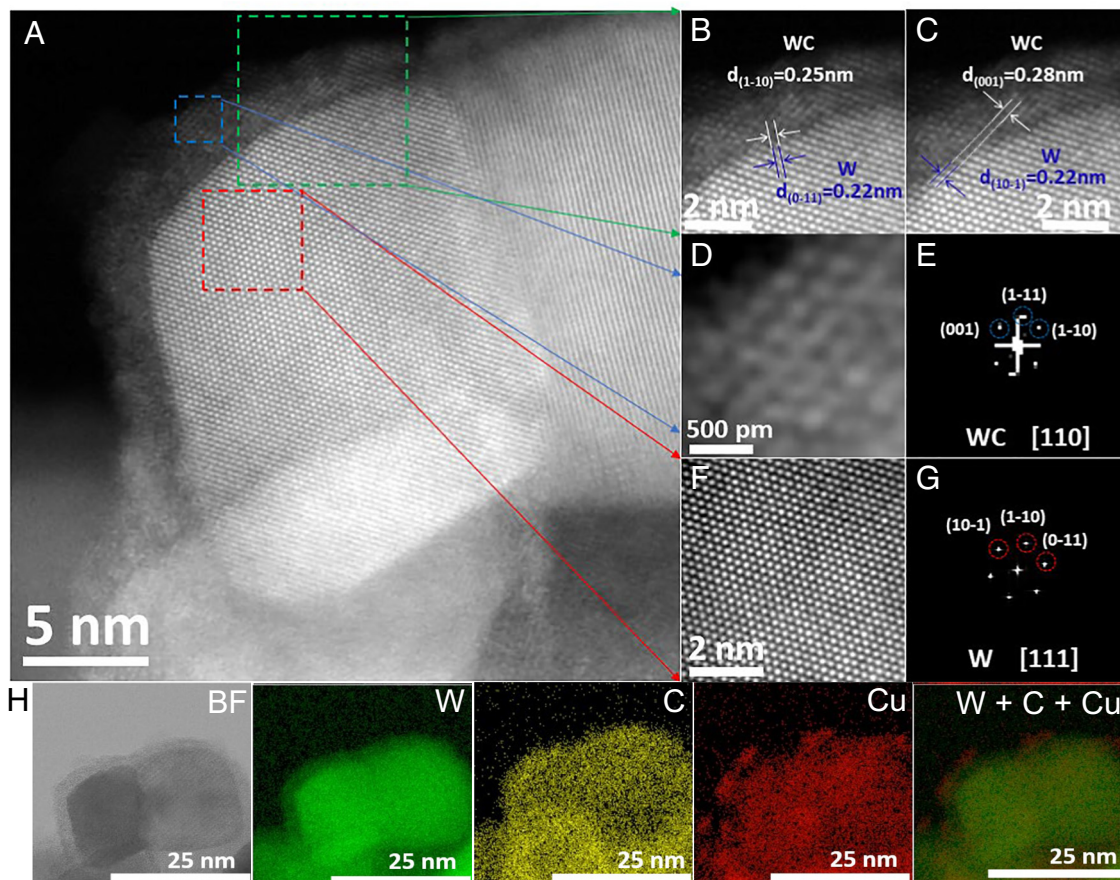 A
5 nm
B
WC
d(1-10)=0.25nm
W
d(0-11)=0.22nm
2 nm
C
WC
d(001)=0.28nm
W
d(10-1)=0.22nm
2 nm
D
500 pm
E
(1-11)
(001)
(1-10)
WC [110]
F
2 nm
G
(1-10)
(10-1)
(0-11)
W [111]
H
BF
25 nm
W
25 nm
C
25 nm
Cu
25 nm
W + C + Cu
25 nm